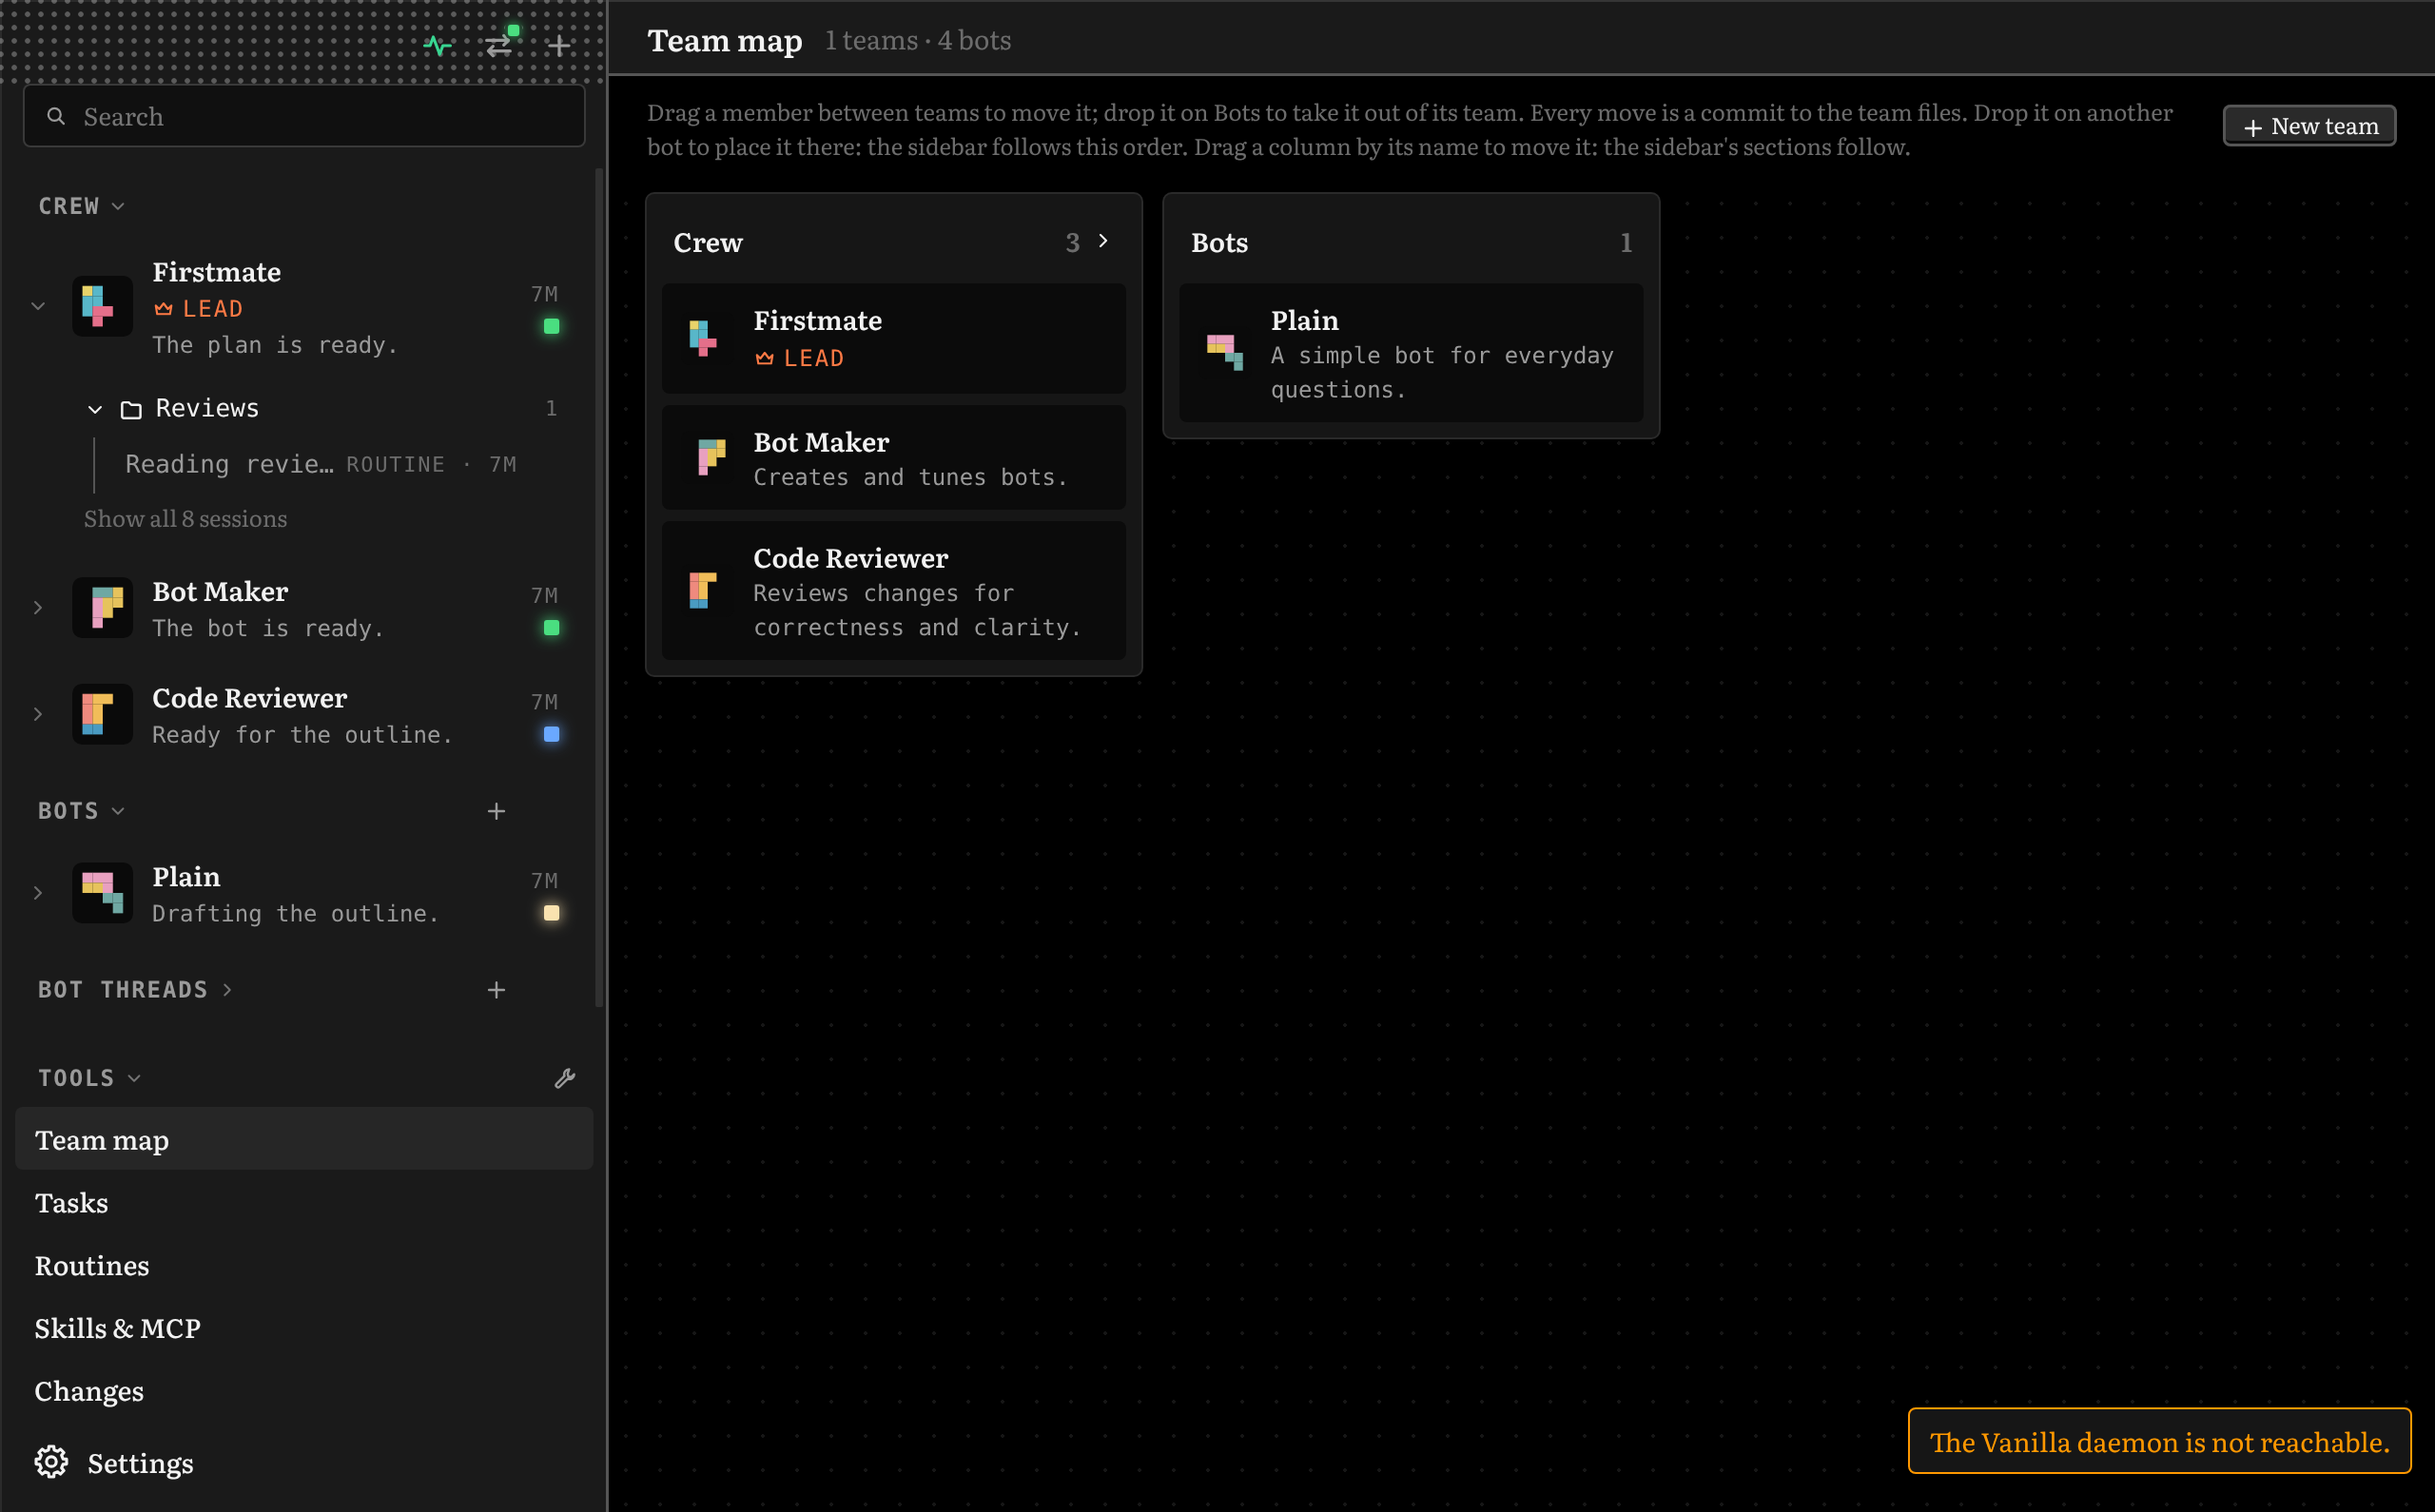 Search
CREW
Firstmate
LEAD
7M
The plan is ready.
Reviews 1
Reading revie… ROUTINE · 7M
Show all 8 sessions
Bot Maker
7M
The bot is ready.
Code Reviewer
7M
Ready for the outline.
BOTS
Plain
7M
Drafting the outline.
BOT THREADS
TOOLS
Team map
Tasks
Routines
Skills & MCP
Changes
Settings
Team map 1 teams · 4 bots
Drag a member between teams to move it; drop it on Bots to take it out of its team. Every move is a commit to the team files. Drop it on another
bot to place it there: the sidebar follows this order. Drag a column by its name to move it: the sidebar's sections follow.
New team
Crew 3
Firstmate
LEAD
Bot Maker
Creates and tunes bots.
Code Reviewer
Reviews changes for
correctness and clarity.
Bots 1
Plain
A simple bot for everyday
questions.
The Vanilla daemon is not reachable.